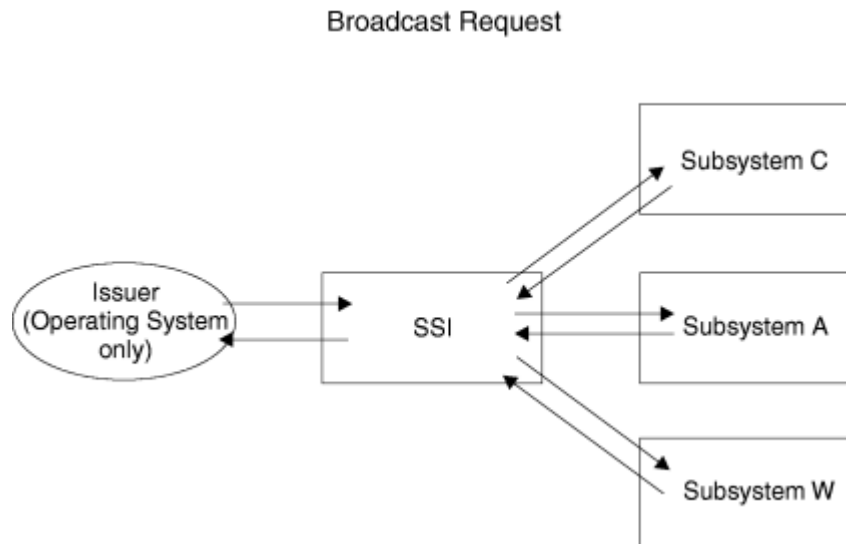 Broadcast Request
Subsystem C
Issuer
(Operating System
only)
SSI
Subsystem A
Subsystem W